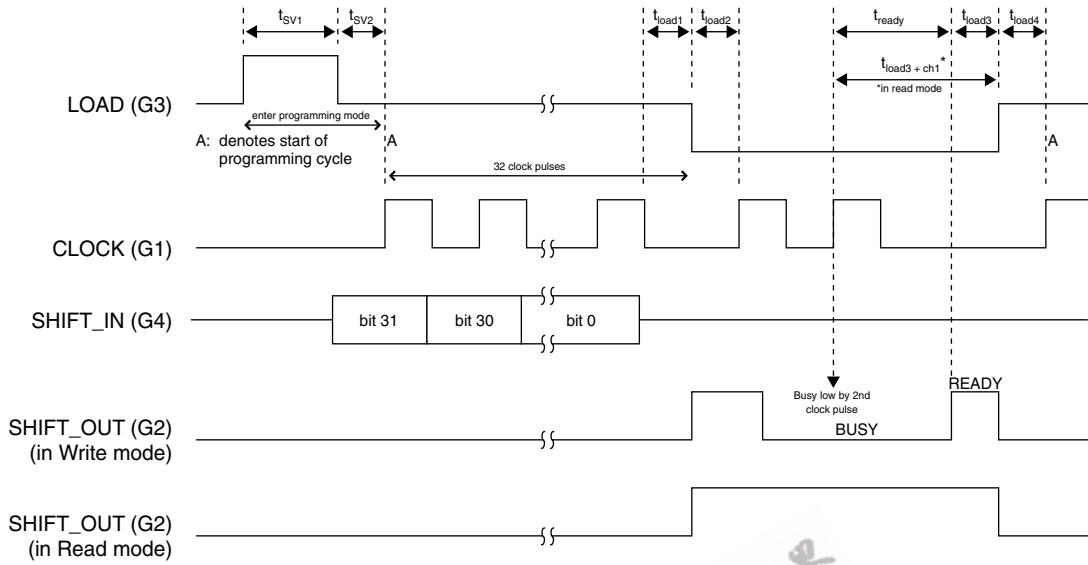 tSV1 tSV2 tload1 tload2 tready tload3 tload4
tload3 + ch1*
*in read mode
LOAD (G3)
enter programming mode
A: denotes start of
programming cycle
A
A
32 clock pulses
CLOCK (G1)
SHIFT_IN (G4)
bit 31 bit 30 bit 0
Busy low by 2nd
clock pulse
READY
BUSY
SHIFT_OUT (G2)
(in Write mode)
SHIFT_OUT (G2)
(in Read mode)